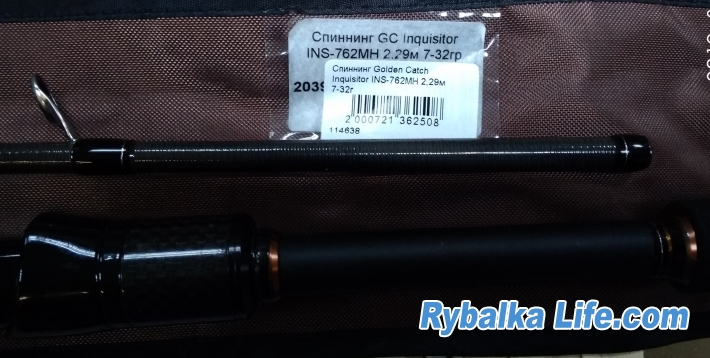 Спиннинг GC Inquisitor
INS-762MH 2,29м 7-32гр
2039
Спиннинг Golden Catch
Inquisitor INS-762MH 2,29м
7-32г
2 000721 362508
114638
Rybalka Life.com